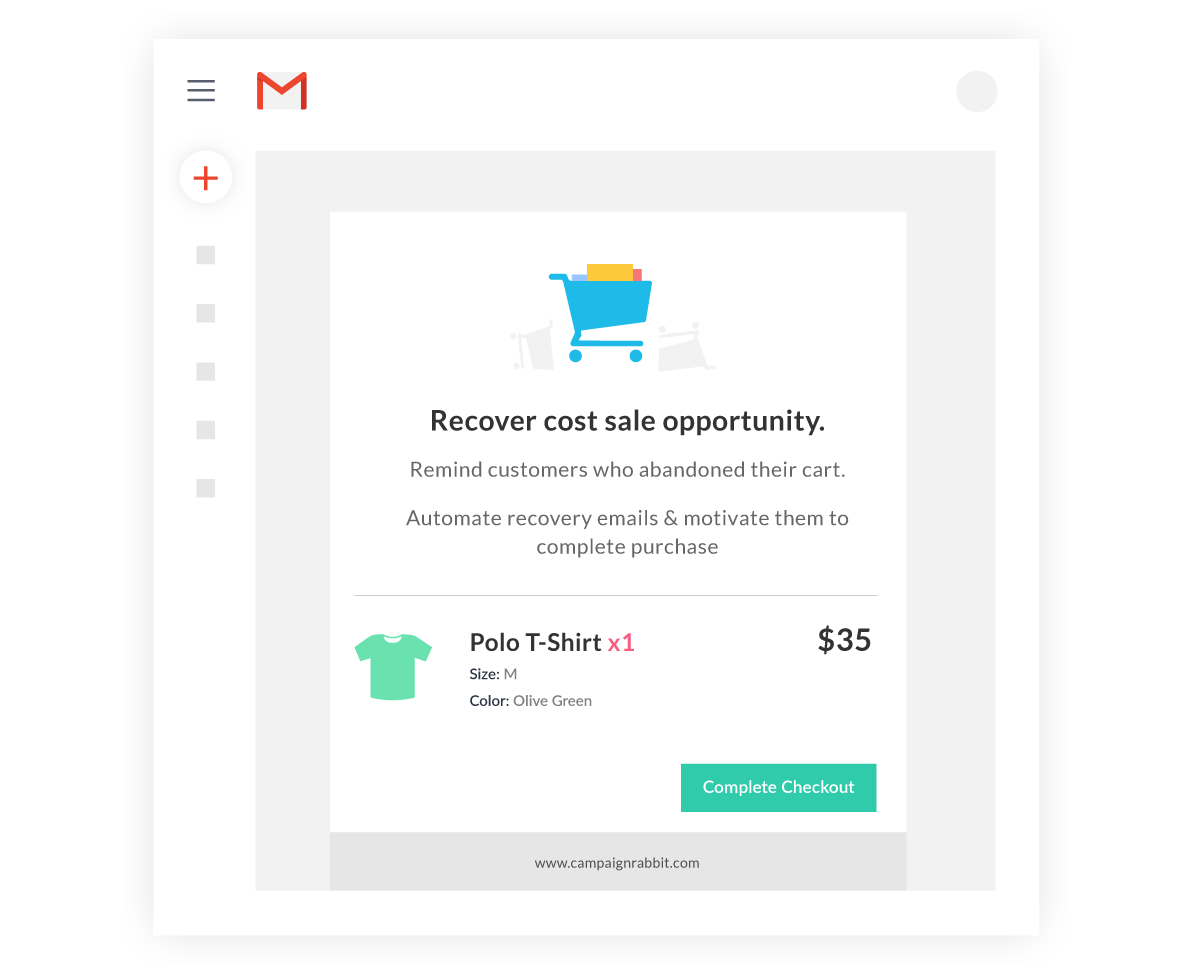 Recover cost sale opportunity.
Remind customers who abandoned their cart.
Automate recovery emails & motivate them to
complete purchase
Polo T-Shirt x1
$35
Size: M
Color: Olive Green
Complete Checkout
www.campaignrabbit.com